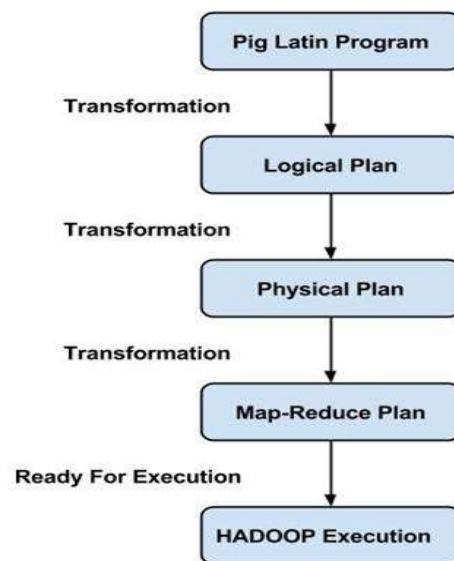 Pig Latin Program
Transformation
Logical Plan
Transformation
Physical Plan
Transformation
Map-Reduce Plan
Ready For Execution
HADOOP Execution